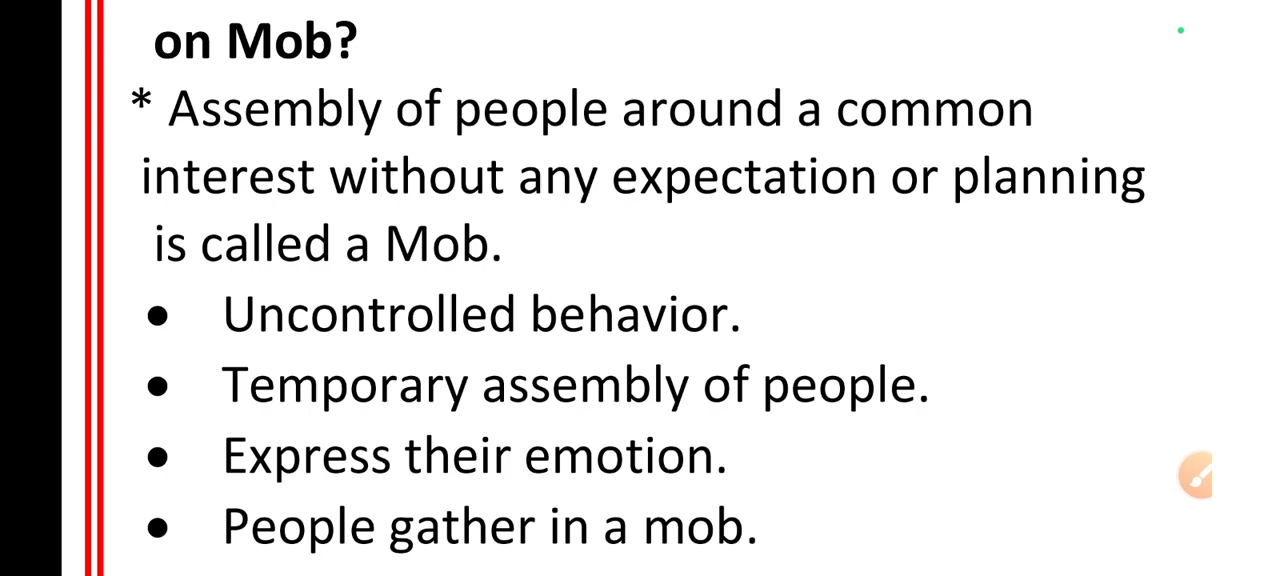 on Mob?
* Assembly of people around a common
interest without any expectation or planning
is called a Mob.
• Uncontrolled behavior.
• Temporary assembly of people.
• Express their emotion.
• People gather in a mob.